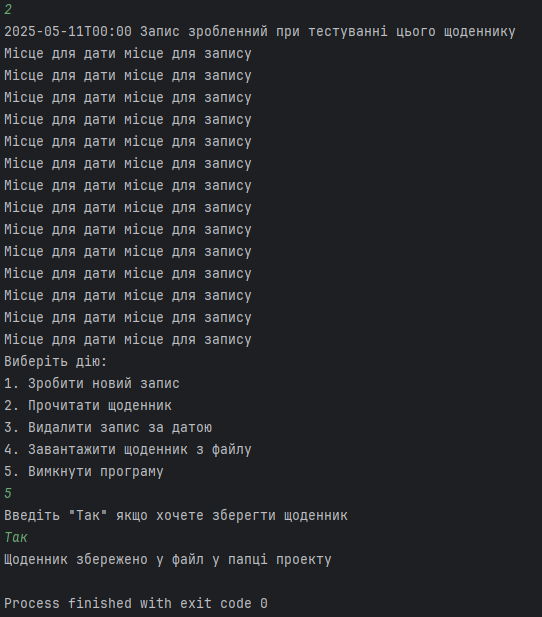 2
2025-05-11T00:00 Запис зробленний при тестуванні цього щоденнику
Місце для дати місце для запису
Місце для дати місце для запису
Місце для дати місце для запису
Місце для дати місце для запису
Місце для дати місце для запису
Місце для дати місце для запису
Місце для дати місце для запису
Місце для дати місце для запису
Місце для дати місце для запису
Місце для дати місце для запису
Місце для дати місце для запису
Місце для дати місце для запису
Місце для дати місце для запису
Місце для дати місце для запису
Виберіть дію:
1. Зробити новий запис
2. Прочитати щоденник
3. Видалити запис за датою
4. Завантажити щоденник з файлу
5. Вимкнути програму
5
Введіть "Так" якщо хочете зберегти щоденник
Так
Щоденник збережено у файл у папці проекту
Process finished with exit code 0